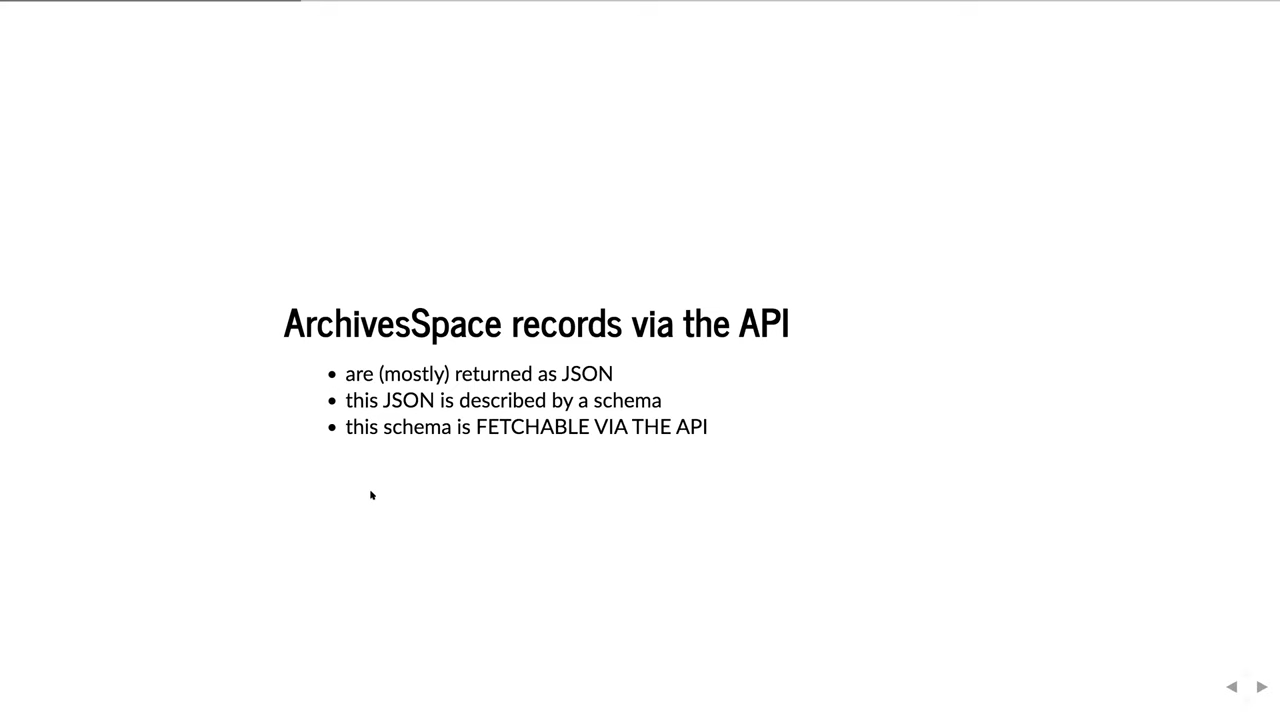 ArchivesSpace records via the API
are (mostly) returned as JSON
this JSON is described by a schema
this schema is FETCHABLE VIA THE API